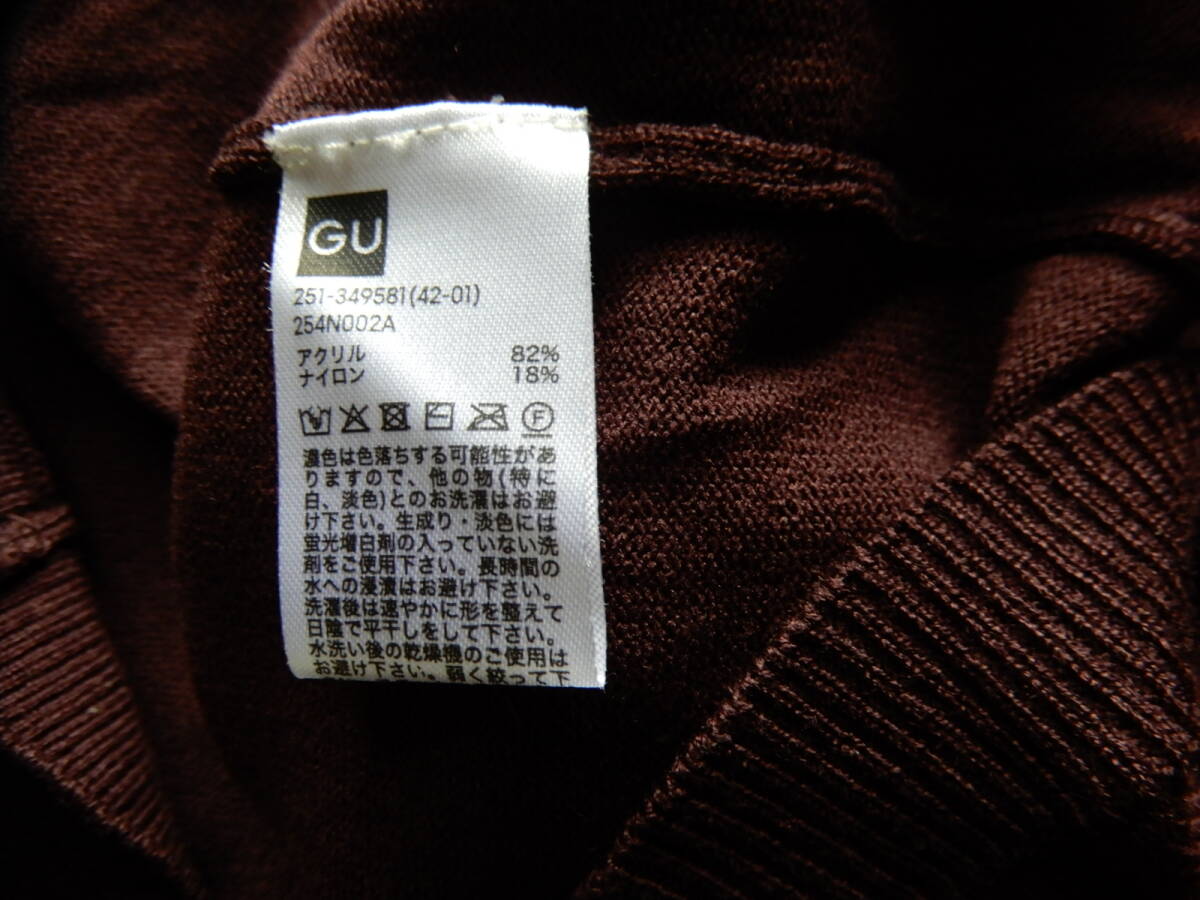 GU
251-349581(42-01)
254N002A
アクリル 82%
ナイロン 18%
F
濃色は色落ちする可能性があ
りますので、他の物(特に
白、淡色)とのお洗濯はお避
け下さい。生成り・淡色には
蛍光増白剤の入っていない洗
剤をご使用下さい。長時間の
水への浸漬はお避け下さい。
洗濯後は速やかに形を整えて
日陰で平干しをして下さい。
水洗い後の乾燥機のご使用は
お避け下さい。弱く絞って下